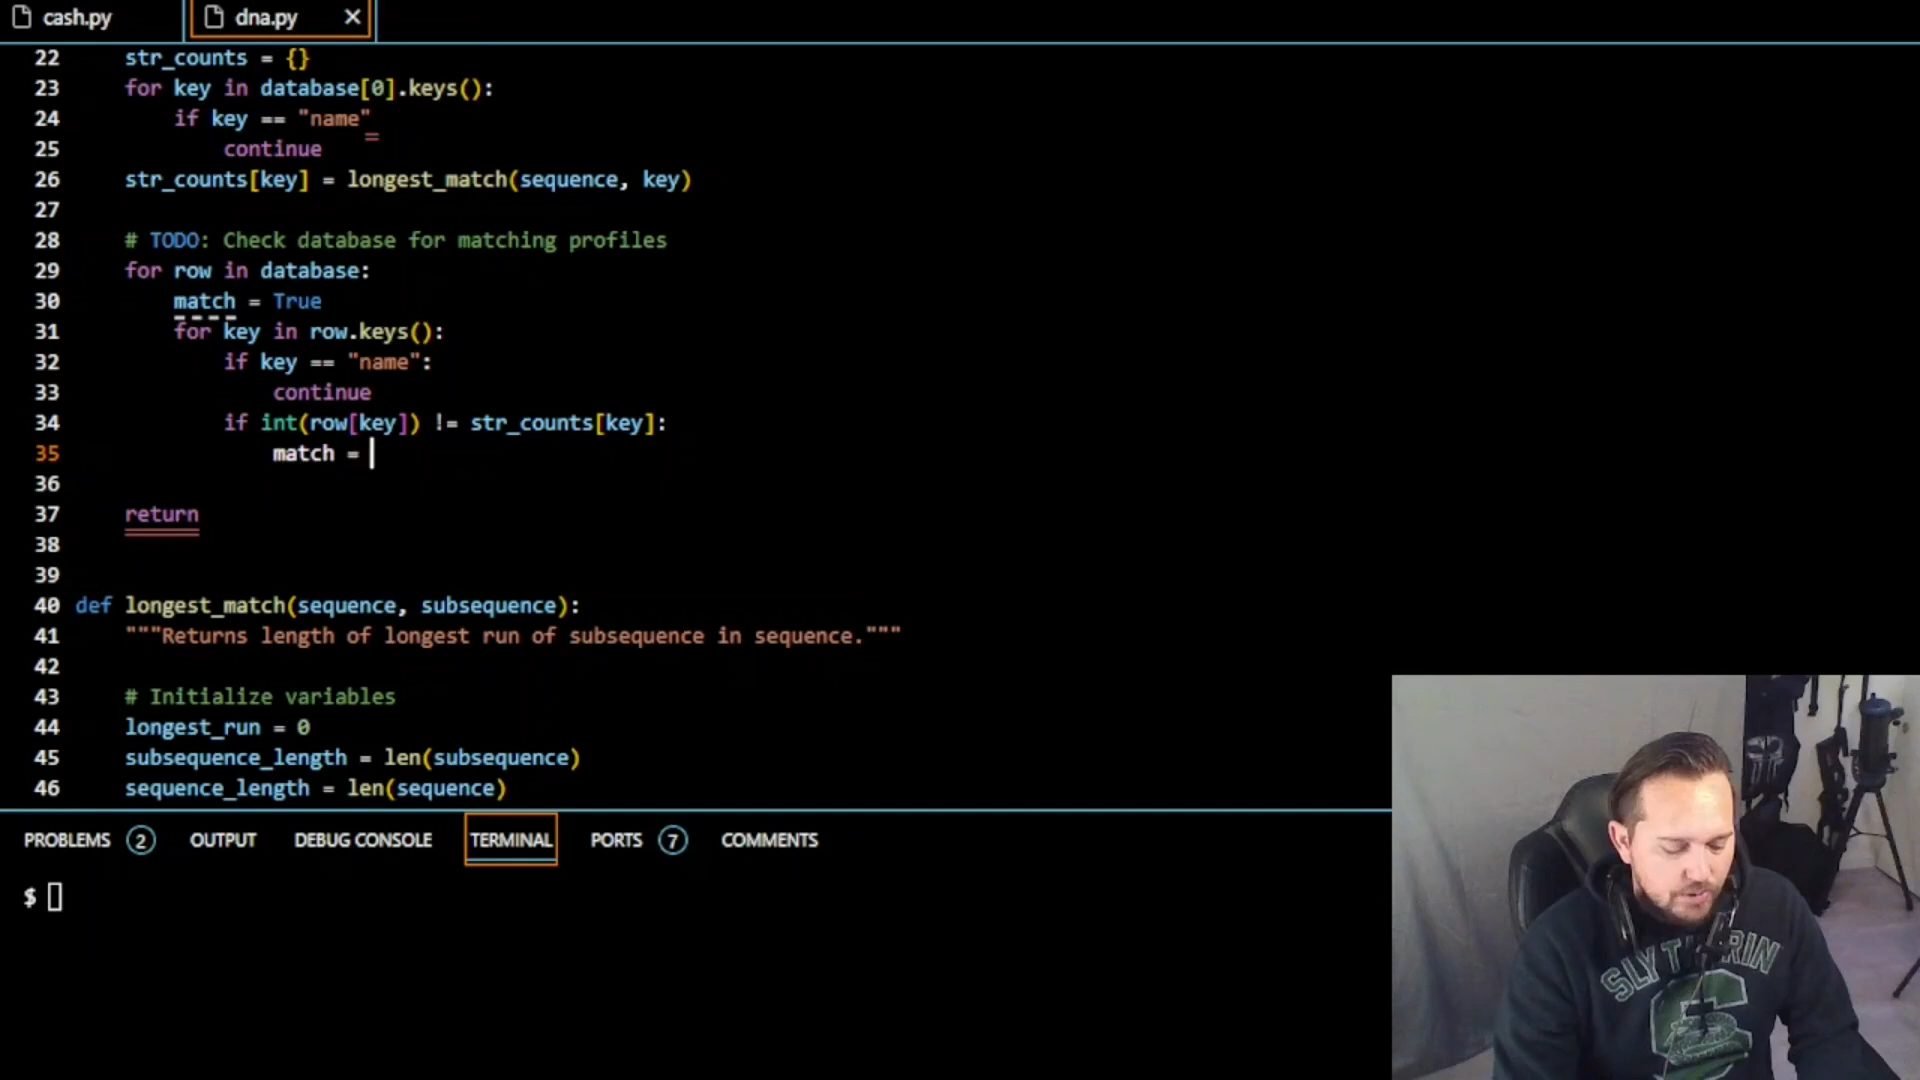 cash.py dna.py
22 str_counts = {}
23 for key in database[0].keys():
24 if key == "name"
25 continue
26 str_counts[key] = longest_match(sequence, key)
27
28 # TODO: Check database for matching profiles
29 for row in database:
30 match = True
31 for key in row.keys():
32 if key == "name":
33 continue
34 if int(row[key]) != str_counts[key]:
35 match =
36
37 return
38
39
40 def longest_match(sequence, subsequence):
41 """Returns length of longest run of subsequence in sequence."""
42
43 # Initialize variables
44 longest_run = 0
45 subsequence_length = len(subsequence)
46 sequence_length = len(sequence)
PROBLEMS 2 OUTPUT DEBUG CONSOLE TERMINAL PORTS 7 COMMENTS
$
SLYTHERIN